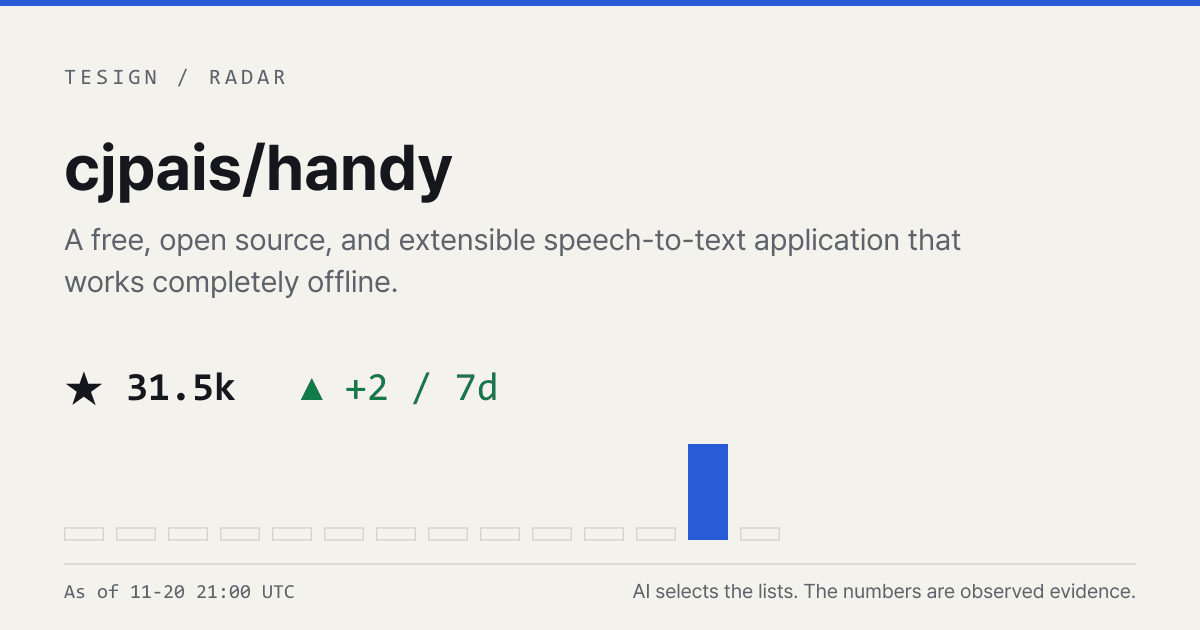 TESIGN / RADAR
cjpais/handy
A free, open source, and extensible speech-to-text application that
works completely offline.
★ 31.5k ▲ +2 / 7d
As of 11-20 21:00 UTC
AI selects the lists. The numbers are observed evidence.